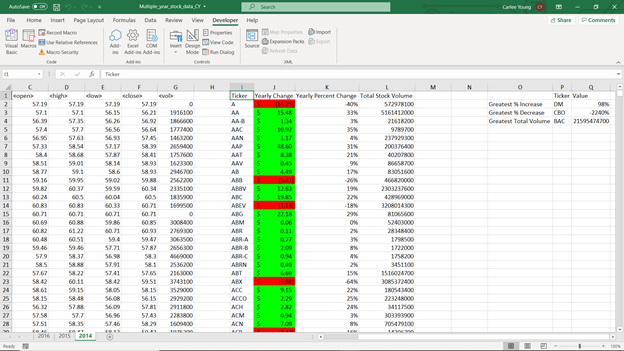 AutoSave Off Multiple_year_stock_data_CY Search Carlee Young CY
File Home Insert Page Layout Formulas Data Review View Developer Help Share Comments
Visual Basic Macros Record Macro Use Relative References Macro Security
Add-ins Excel Add-ins COM Add-ins
Insert Design Mode Properties View Code Run Dialog
Source Map Properties Expansion Packs Refresh Data Import Export
Code Add-ins Controls XML
I1 fx Ticker
C D E F G H I J K L M N O P Q
1 <open> <high> <low> <close> <vol> Ticker Yearly Change Yearly Percent Change Total Stock Volume Ticker Value
2 57.19 57.19 57.19 57.19 0 A $ -40% 572978100 Greatest % Increase DM 98%
3 57.1 57.1 56.15 56.21 1916100 AA $ 15.48 33% 5161412000 Greatest % Decrease CBO -2240%
4 56.39 57.35 56.26 56.92 1866600 AA-B $ 1.34 3% 21618200 Greatest Total Volume BAC 21595474700
5 57.4 57.7 56.56 56.64 1777400 AAC $ 10.92 35% 9789700
6 56.95 57.63 56.93 57.45 1463200 AAN $ 1.17 4% 237929300
7 57.33 58.54 57.17 58.39 2659400 AAP $ 48.60 31% 200376400
8 58.4 58.68 57.87 58.41 1757600 AAT $ 8.38 21% 40207800
9 58.51 59.01 58.14 58.93 1623300 AAV $ 0.45 9% 86658700
10 58.77 59.1 58.6 58.93 2946700 AB $ 4.49 17% 83051600
11 59.16 59.95 59.02 59.88 2562200 ABB $ -26% 466820000
12 59.82 60.37 59.59 60.34 2335100 ABBV $ 12.63 19% 2303237600
13 60.24 60.5 60.04 60.5 1835900 ABC $ 19.85 22% 428969000
14 60.83 60.83 60.33 60.71 1699500 ABEV $ -18% 3208014300
15 60.71 60.71 60.71 60.71 0 ABG $ 22.18 29% 81065600
16 60.69 60.88 59.86 60.85 3008400 ABM $ 0.06 0% 52403000
17 60.82 61.22 60.71 60.93 2769300 ABR $ 0.11 2% 28348400
18 60.48 60.51 59.4 59.47 3063500 ABR-A $ 0.77 3% 1798500
19 59.46 59.46 57.71 57.87 2656300 ABR-B $ 2.09 8% 1722000
20 57.9 58.37 56.98 58.3 4669000 ABR-C $ 0.94 4% 1758200
21 58.5 58.88 57.91 58.1 2536200 ABRN $ 0.49 2% 3451100
22 57.67 58.22 57.41 57.65 2163000 ABT $ 6.69 15% 1516024700
23 58.42 60.11 58.42 59.51 3743100 ABX $ -64% 3085372400
24 58.61 59.15 58.05 58.15 3529000 ACC $ 9.15 22% 180543400
25 58.15 58.48 56.08 56.15 2929200 ACCO $ 2.29 25% 223248000
26 56.32 57.88 56.09 57.81 2911800 ACH $ 2.82 24% 34117500
27 57.58 57.7 56.96 57.43 2283800 ACM $ 0.94 3% 303393900
28 57.51 58.35 57.46 58.29 1609400 ACN $ 7.09 8% 705479100
2016 2015 2014
Ready 100%